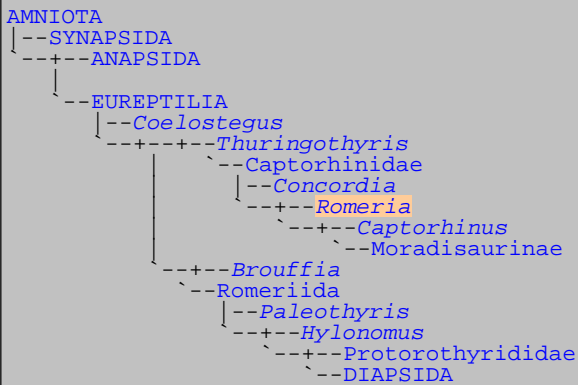 AMNIOTA
|--SYNAPSIDA
`--+--ANAPSIDA
   |
   `--EUREPTILIA
      |--Coelostegus
      `--+--+--Thuringothyris
         |  `--Captorhinidae
         |     |--Concordia
         |     `--+--Romeria
         |        `--+--Captorhinus
         |           `--Moradisaurinae
         `--+--Brouffia
            `--Romeriida
               |--Paleothyris
               `--+--Hylonomus
                  `--+--Protorothyrididae
                     `--DIAPSIDA